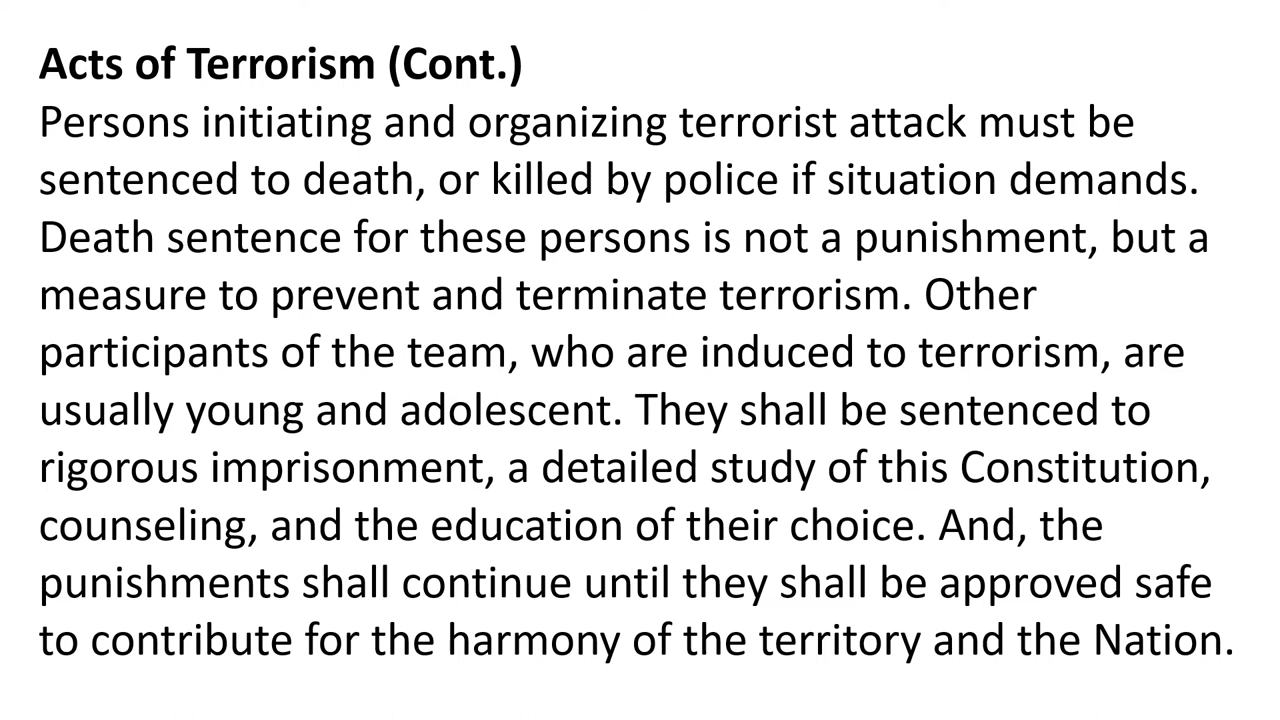 Acts of Terrorism (Cont.)
Persons initiating and organizing terrorist attack must be
sentenced to death, or killed by police if situation demands.
Death sentence for these persons is not a punishment, but a
measure to prevent and terminate terrorism. Other
participants of the team, who are induced to terrorism, are
usually young and adolescent. They shall be sentenced to
rigorous imprisonment, a detailed study of this Constitution,
counseling, and the education of their choice. And, the
punishments shall continue until they shall be approved safe
to contribute for the harmony of the territory and the Nation.